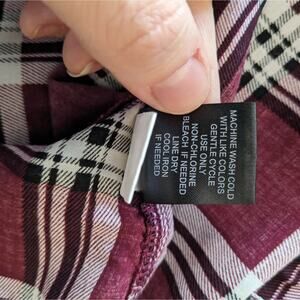 MACHINE WASH COLD
WITH LIKE COLORS
GENTLE CYCLE
USE ONLY
NON-CHLORINE
BLEACH IF NEEDED
LINE DRY
COOL IRON
IF NEEDED